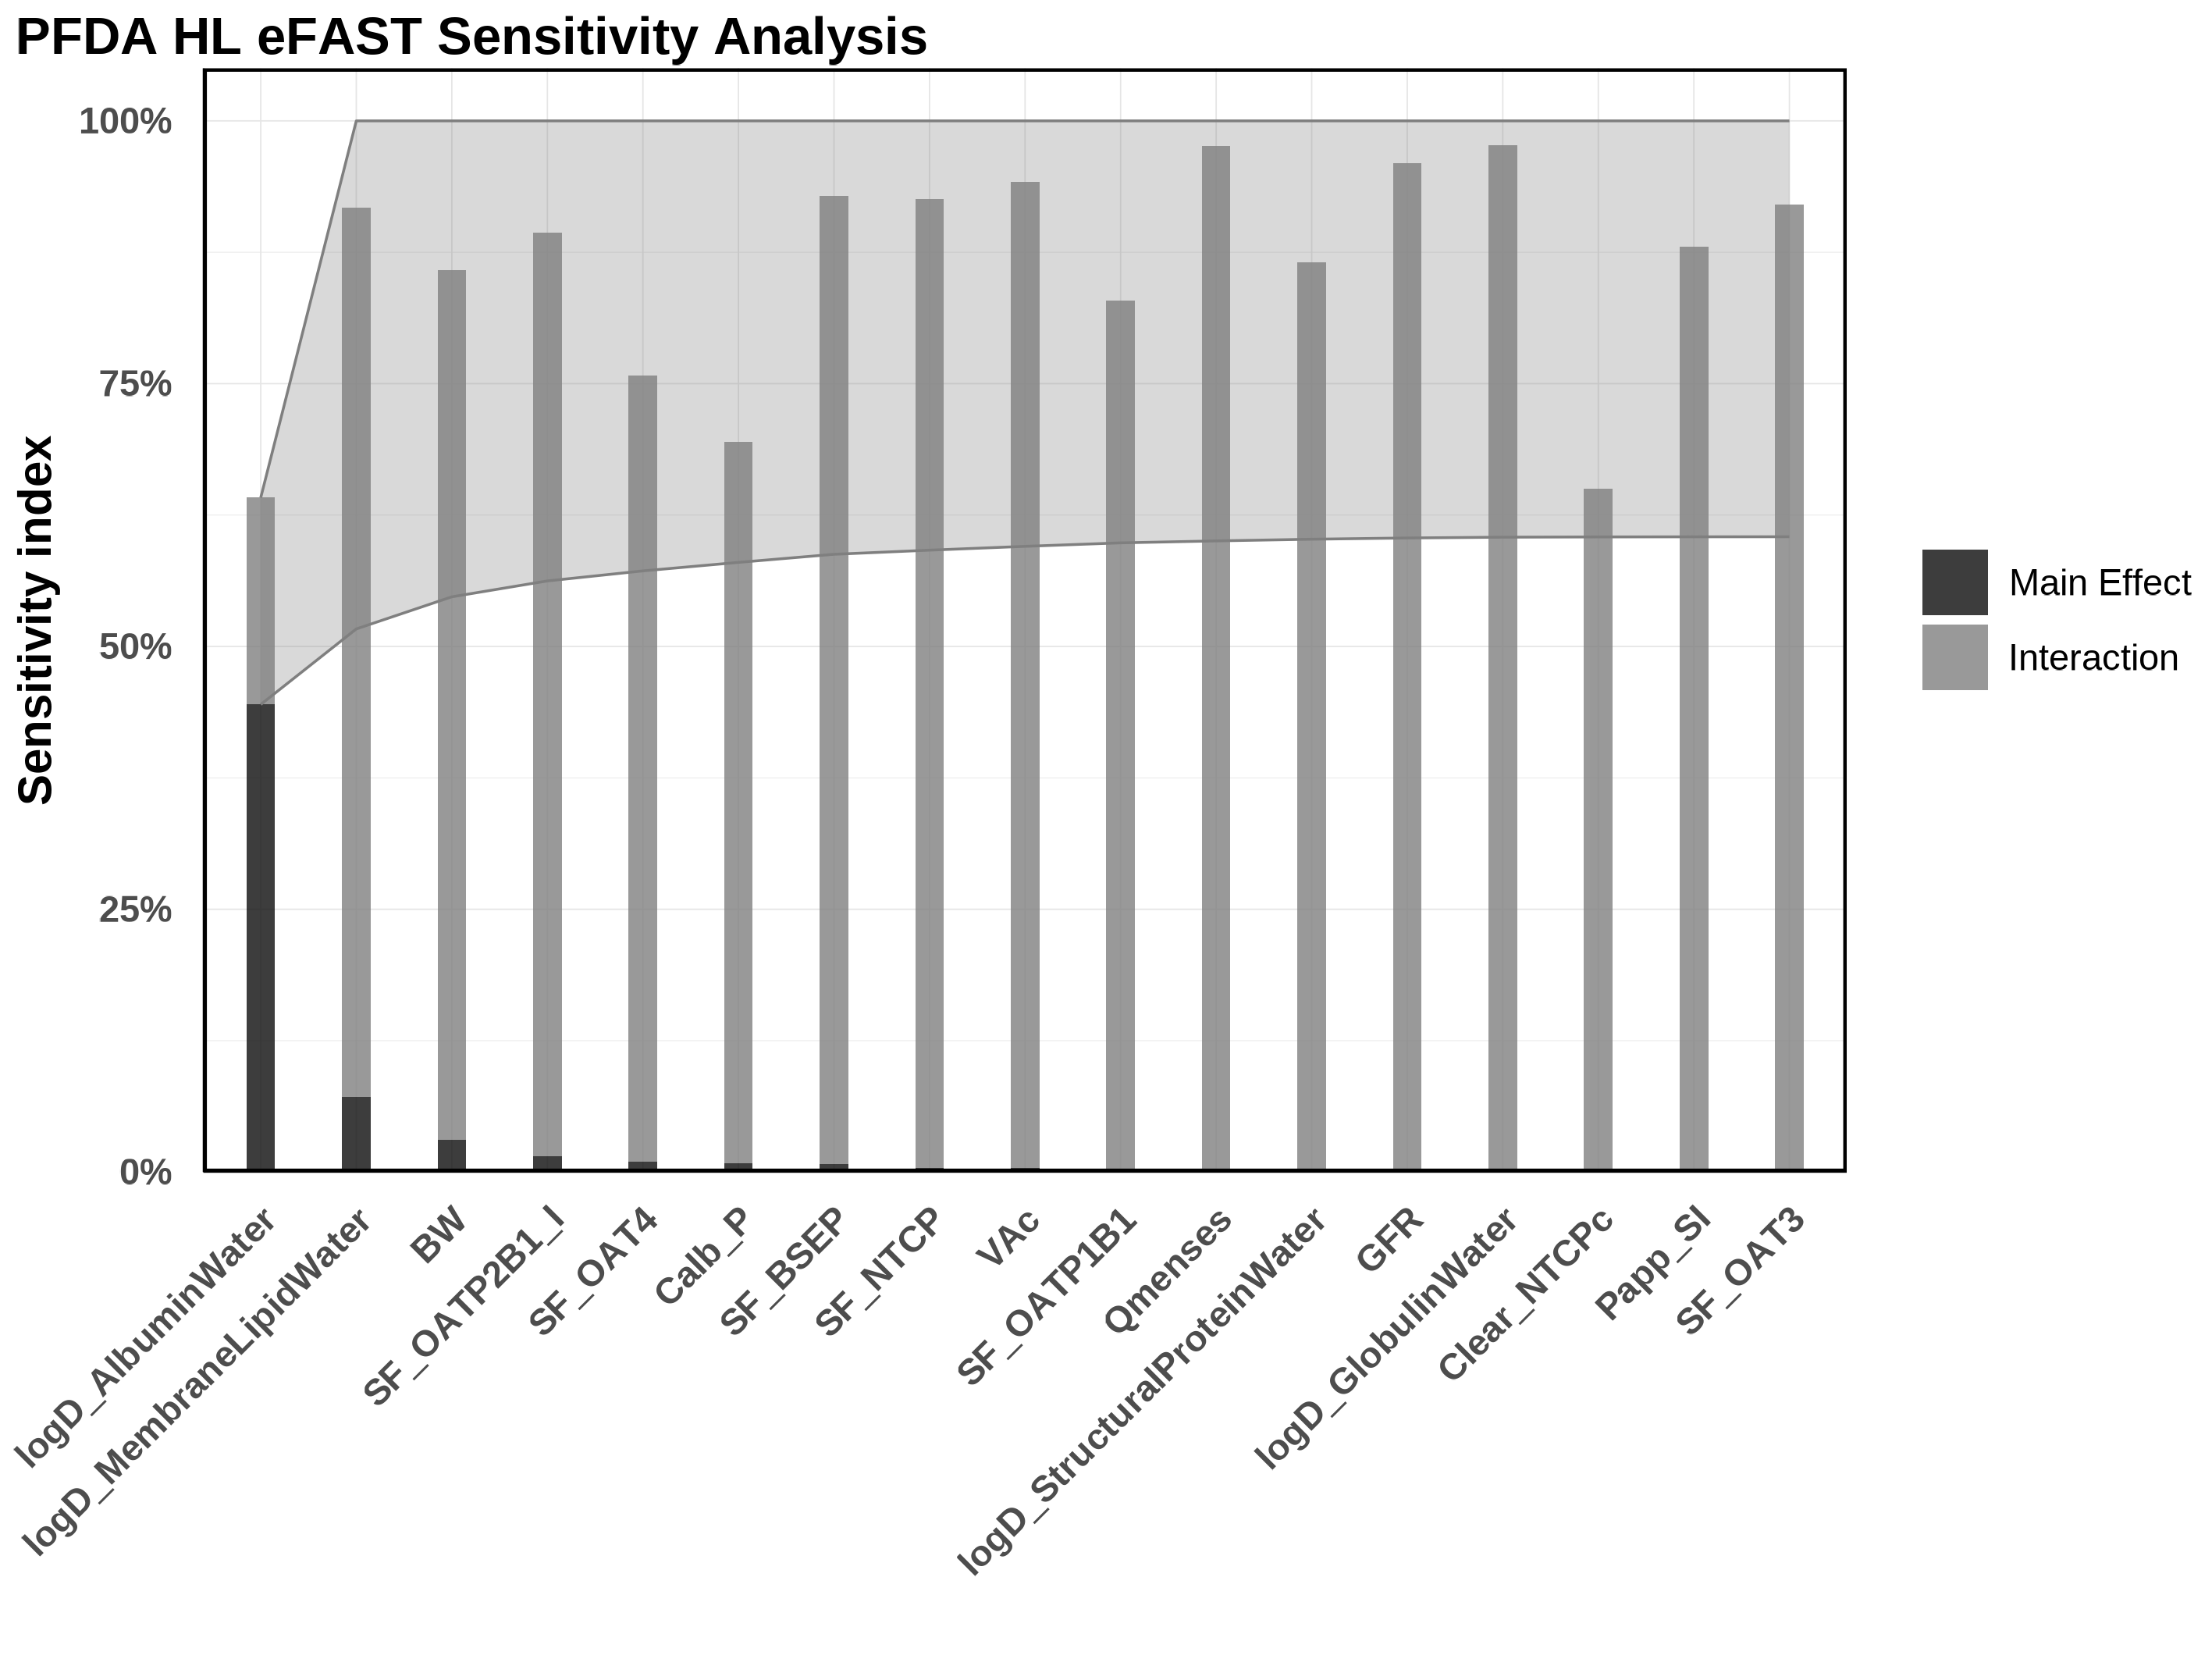 PFDA HL eFAST Sensitivity Analysis
Sensitivity index
100%
75%
50%
25%
0%
logD_AlbuminWater
logD_MembraneLipidWater
BW
SF_OATP2B1_I
SF_OAT4
Calb_P
SF_BSEP
SF_NTCP
VAc
SF_OATP1B1
Qmenses
logD_StructuralProteinWater
GFR
logD_GlobulinWater
Clear_NTCPc
Papp_SI
SF_OAT3
Main Effect
Interaction